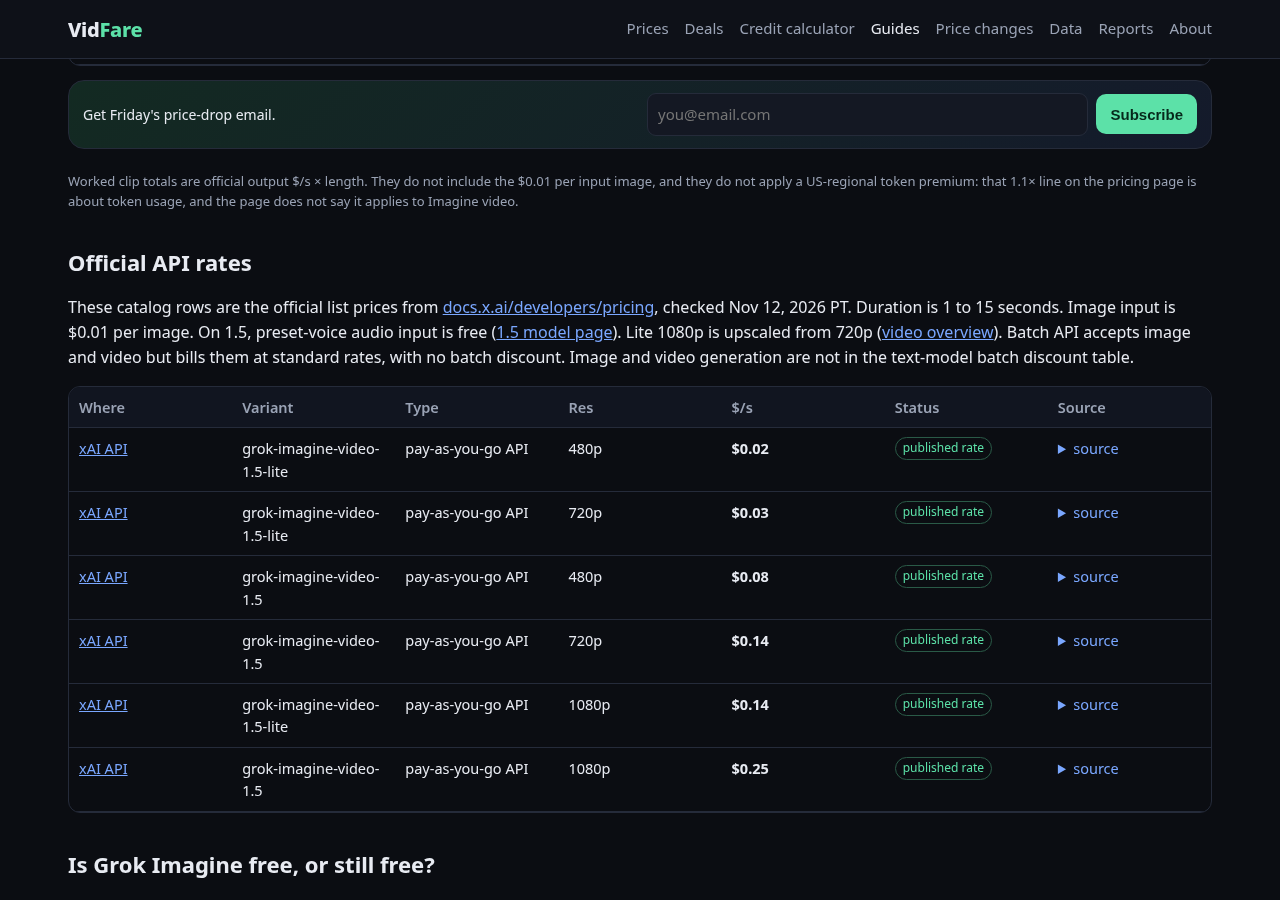 VidFare
Prices Deals Credit calculator Guides Price changes Data Reports About
Get Friday's price-drop email.
you@email.com
Subscribe
Worked clip totals are official output $/s × length. They do not include the $0.01 per input image, and they do not apply a US-regional token premium: that 1.1× line on the pricing page is
about token usage, and the page does not say it applies to Imagine video.
Official API rates
These catalog rows are the official list prices from docs.x.ai/developers/pricing, checked Nov 12, 2026 PT. Duration is 1 to 15 seconds. Image input is
$0.01 per image. On 1.5, preset-voice audio input is free (1.5 model page). Lite 1080p is upscaled from 720p (video overview). Batch API accepts image
and video but bills them at standard rates, with no batch discount. Image and video generation are not in the text-model batch discount table.
Where Variant Type Res $/s Status Source
xAI API grok-imagine-video- pay-as-you-go API 480p $0.02 published rate ▶ source
1.5-lite
xAI API grok-imagine-video- pay-as-you-go API 720p $0.03 published rate ▶ source
1.5-lite
xAI API grok-imagine-video- pay-as-you-go API 480p $0.08 published rate ▶ source
1.5
xAI API grok-imagine-video- pay-as-you-go API 720p $0.14 published rate ▶ source
1.5
xAI API grok-imagine-video- pay-as-you-go API 1080p $0.14 published rate ▶ source
1.5-lite
xAI API grok-imagine-video- pay-as-you-go API 1080p $0.25 published rate ▶ source
1.5
Is Grok Imagine free, or still free?